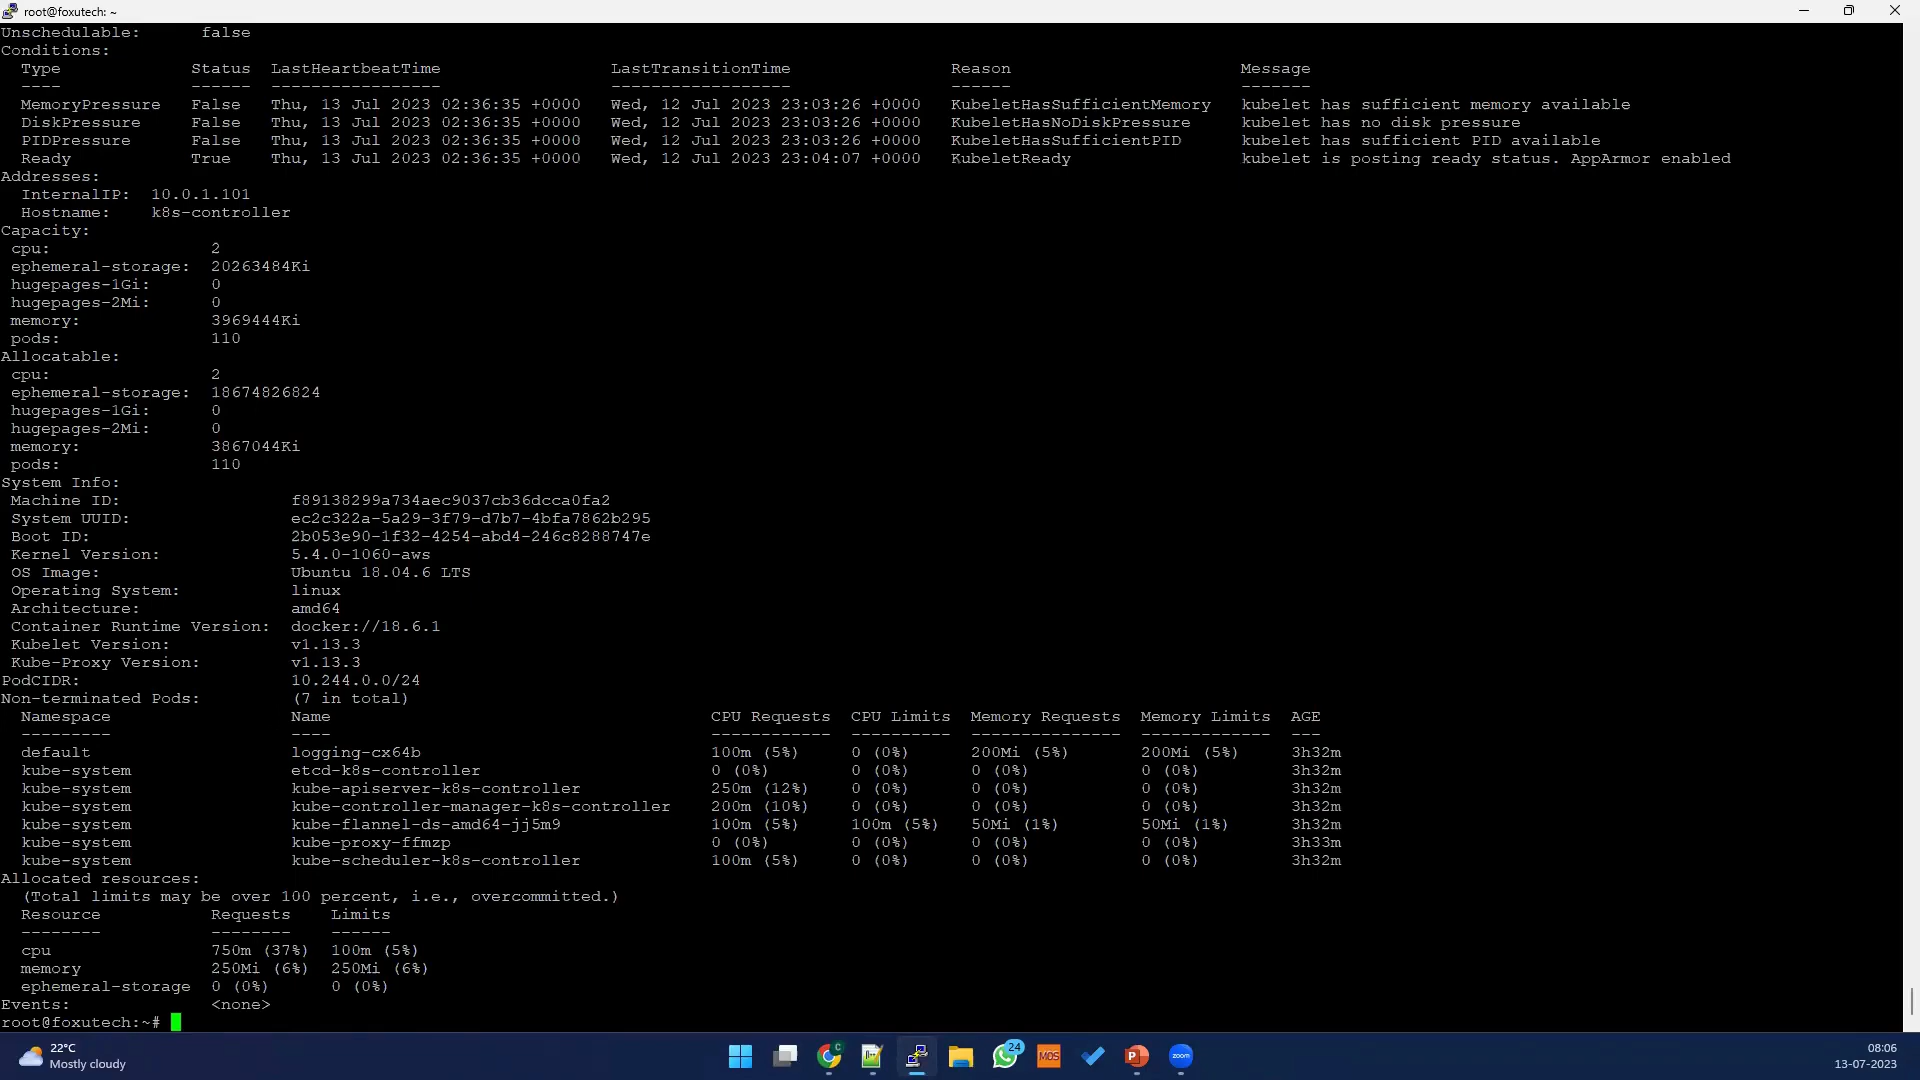 root@foxutech: ~
Unschedulable: false
Conditions:
Type Status LastHeartbeatTime LastTransitionTime Reason Message
---- ------ ----------------- ------------------ ------ -------
MemoryPressure False Thu, 13 Jul 2023 02:36:35 +0000 Wed, 12 Jul 2023 23:03:26 +0000 KubeletHasSufficientMemory kubelet has sufficient memory available
DiskPressure False Thu, 13 Jul 2023 02:36:35 +0000 Wed, 12 Jul 2023 23:03:26 +0000 KubeletHasNoDiskPressure kubelet has no disk pressure
PIDPressure False Thu, 13 Jul 2023 02:36:35 +0000 Wed, 12 Jul 2023 23:03:26 +0000 KubeletHasSufficientPID kubelet has sufficient PID available
Ready True Thu, 13 Jul 2023 02:36:35 +0000 Wed, 12 Jul 2023 23:04:07 +0000 KubeletReady kubelet is posting ready status. AppArmor enabled
Addresses:
InternalIP: 10.0.1.101
Hostname: k8s-controller
Capacity:
cpu: 2
ephemeral-storage: 20263484Ki
hugepages-1Gi: 0
hugepages-2Mi: 0
memory: 3969444Ki
pods: 110
Allocatable:
cpu: 2
ephemeral-storage: 18674826824
hugepages-1Gi: 0
hugepages-2Mi: 0
memory: 3867044Ki
pods: 110
System Info:
Machine ID: f89138299a734aec9037cb36dcca0fa2
System UUID: ec2c322a-5a29-3f79-d7b7-4bfa7862b295
Boot ID: 2b053e90-1f32-4254-abd4-246c8288747e
Kernel Version: 5.4.0-1060-aws
OS Image: Ubuntu 18.04.6 LTS
Operating System: linux
Architecture: amd64
Container Runtime Version: docker://18.6.1
Kubelet Version: v1.13.3
Kube-Proxy Version: v1.13.3
PodCIDR: 10.244.0.0/24
Non-terminated Pods: (7 in total)
Namespace Name CPU Requests CPU Limits Memory Requests Memory Limits AGE
--------- ---- ------------ ---------- --------------- ------------- ---
default logging-cx64b 100m (5%) 0 (0%) 200Mi (5%) 200Mi (5%) 3h32m
kube-system etcd-k8s-controller 0 (0%) 0 (0%) 0 (0%) 0 (0%) 3h32m
kube-system kube-apiserver-k8s-controller 250m (12%) 0 (0%) 0 (0%) 0 (0%) 3h32m
kube-system kube-controller-manager-k8s-controller 200m (10%) 0 (0%) 0 (0%) 0 (0%) 3h32m
kube-system kube-flannel-ds-amd64-jj5m9 100m (5%) 100m (5%) 50Mi (1%) 50Mi (1%) 3h32m
kube-system kube-proxy-ffmzp 0 (0%) 0 (0%) 0 (0%) 0 (0%) 3h33m
kube-system kube-scheduler-k8s-controller 100m (5%) 0 (0%) 0 (0%) 0 (0%) 3h32m
Allocated resources:
(Total limits may be over 100 percent, i.e., overcommitted.)
Resource Requests Limits
-------- -------- ------
cpu 750m (37%) 100m (5%)
memory 250Mi (6%) 250Mi (6%)
ephemeral-storage 0 (0%) 0 (0%)
Events: <none>
root@foxutech:~#
22°C
Mostly cloudy
C
24
MOS
P
zoom
08:06
13-07-2023